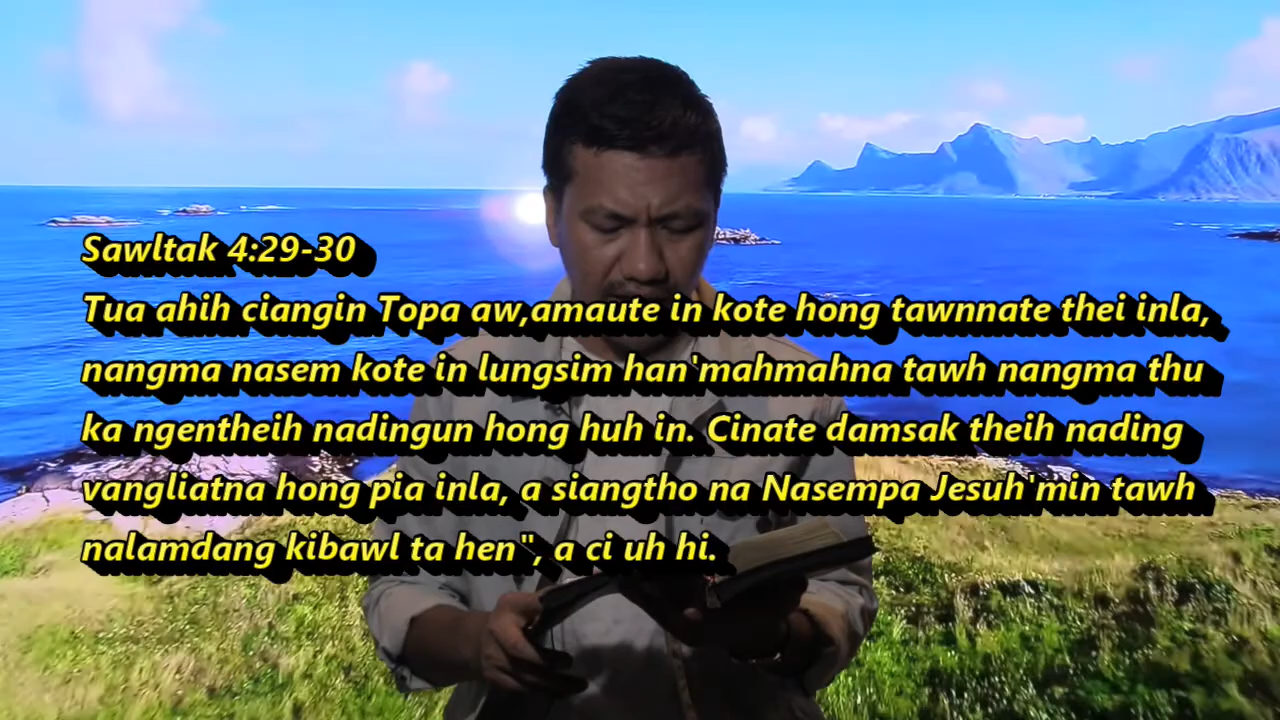 Sawltak 4:29-30
Tua ahih ciangin Topa aw,amaute in kote hong tawnnate thei inla,
nangma nasem kote in lungsim han'mahmahna tawh nangma thu
ka ngentheih nadingun hong huh in. Cinate damsak theih nading
vangliatna hong pia inla, a siangtho na Nasempa Jesuh'min tawh
nalamdang kibawl ta hen", a ci uh hi.